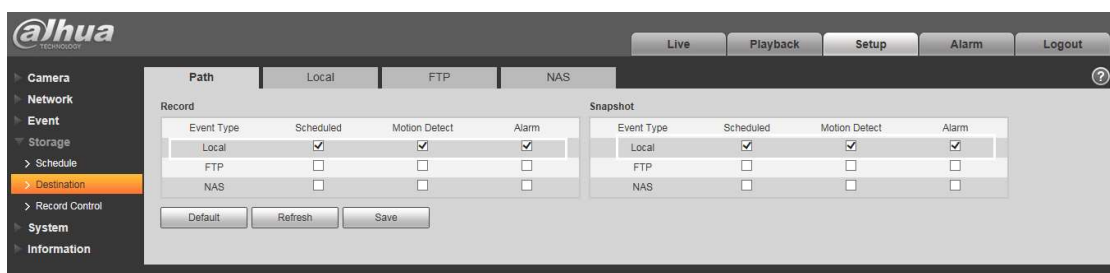 alhua
TECHNOLOGY
Live Playback Setup Alarm Logout
Camera
Network
Event
Storage
Schedule
Destination
Record Control
System
Information
Path Local FTP NAS
?
Record
Event Type Scheduled Motion Detect Alarm
Local
FTP
NAS
Default Refresh Save
Snapshot
Event Type Scheduled Motion Detect Alarm
Local
FTP
NAS